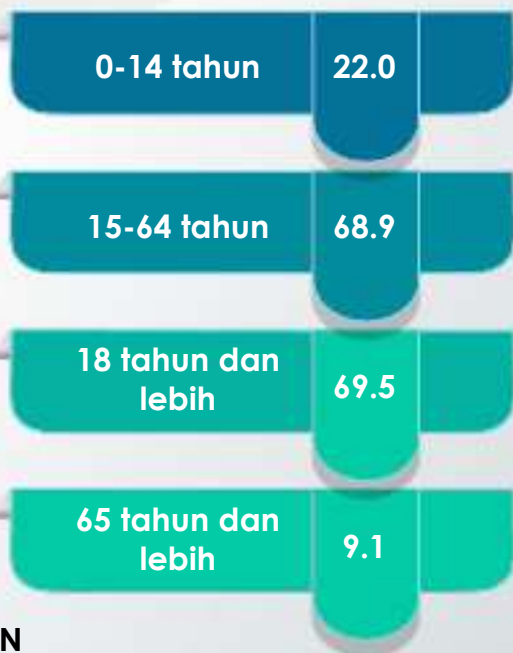 0-14 tahun 22.0
15-64 tahun 68.9
18 tahun dan
lebih 69.5
65 tahun dan
lebih 9.1
N